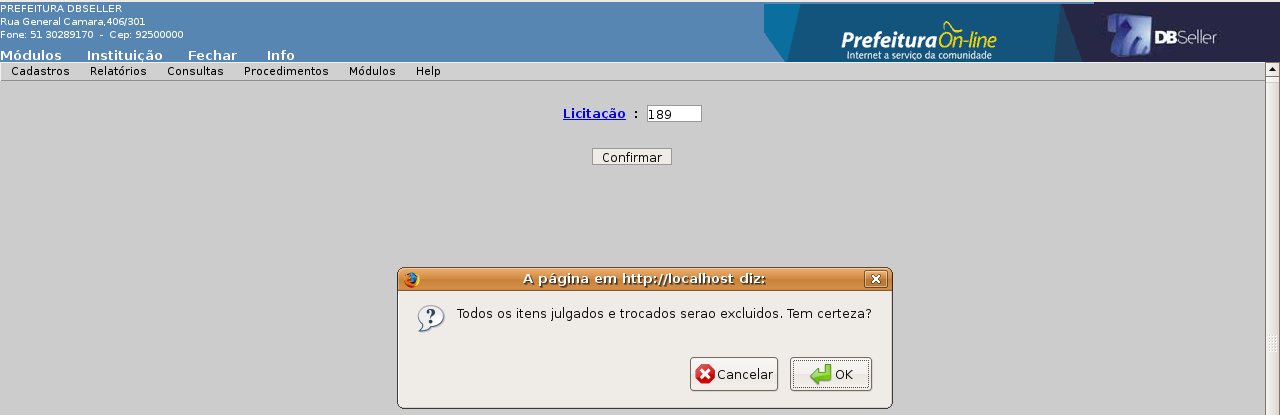 PREFEITURA DBSELLER
Rua General Camara,406/301
Fone: 51 30289170 - Cep: 92500000
Prefeitura On-line
Internet a serviço da comunidade
DBSeller
Módulos Instituição Fechar Info
Cadastros Relatórios Consultas Procedimentos Módulos Help
Licitação : 189
Confirmar
A página em http://localhost diz:
Todos os itens julgados e trocados serao excluidos. Tem certeza?
Cancelar OK